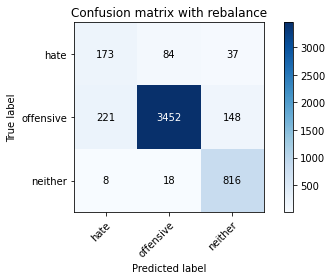 Confusion matrix with rebalance
True label
hate 173 84 37
offensive 221 3452 148
neither 8 18 816
hate offensive neither
Predicted label
3000
2500
2000
1500
1000
500